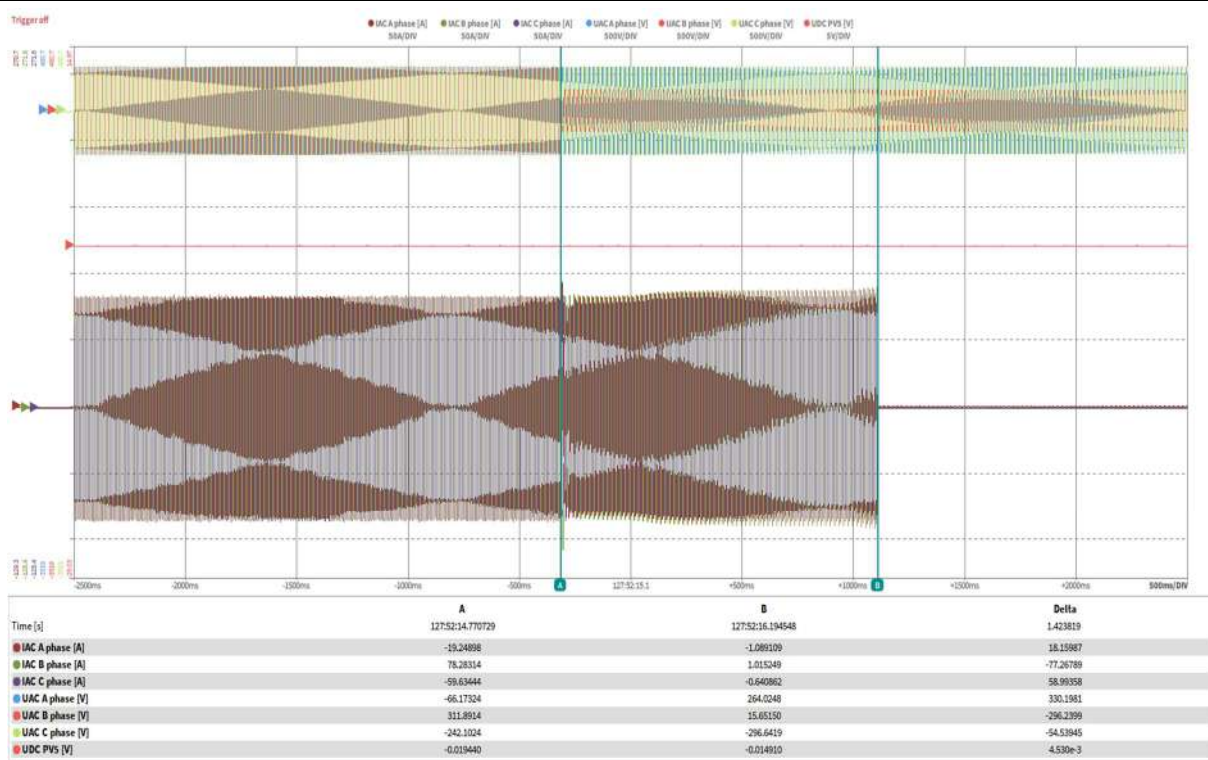 Trigger off
IAC A phase [A] IAC B phase [A] IAC C phase [A] UAC A phase [V] UAC B phase [V] UAC C phase [V] UDC PV5 [V]
50A/DIV 50A/DIV 50A/DIV 500V/DIV 500V/DIV 500V/DIV 5V/DIV
-2500ms -2000ms -1500ms -1000ms -500ms A 127:52:15.1 +500ms +1000ms B +1500ms +2000ms 500ms/DIV
A B Delta
Time [s] 127:52:14.770729 127:52:16.194548 1.423819
IAC A phase [A] -19.24898 -1.089109 18.15987
IAC B phase [A] 78.28314 1.015249 -77.26789
IAC C phase [A] -59.63444 -0.640862 58.99358
UAC A phase [V] -66.17324 264.0248 330.1981
UAC B phase [V] 311.8914 15.65150 -296.2399
UAC C phase [V] -242.1024 -296.6419 -54.53945
UDC PV5 [V] -0.019440 -0.014910 4.530e-3